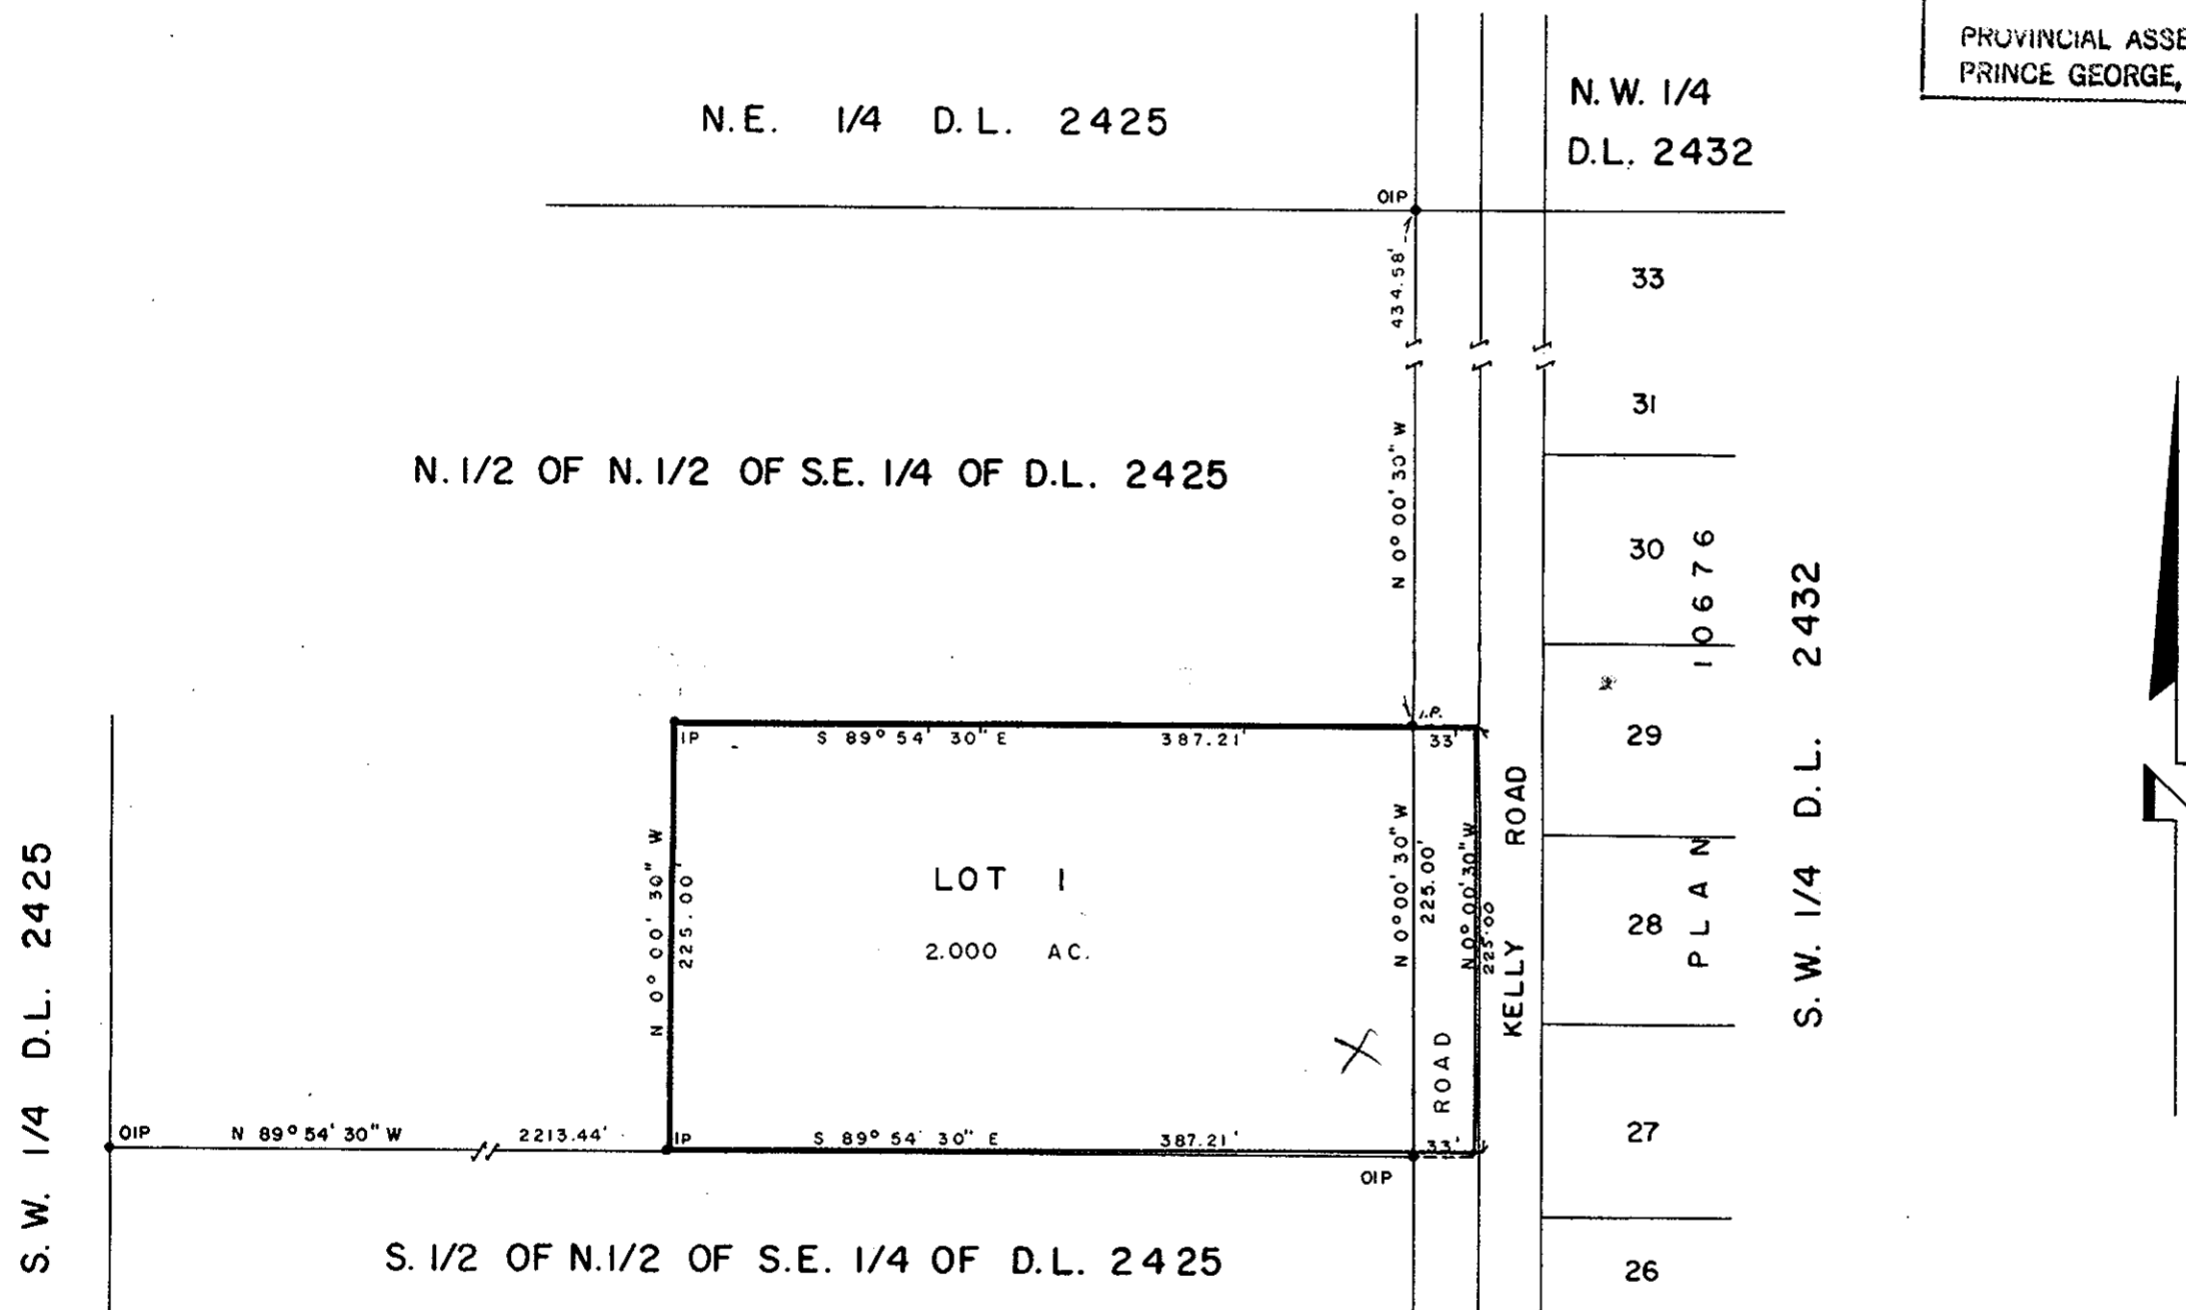 PROVINCIAL ASSE
PRINCE GEORGE,
N.E. 1/4 D.L. 2425
N.W. 1/4
D.L. 2432
OIP
434.58'
33
31
N 0° 00' 30" W
N. 1/2 OF N. 1/2 OF S.E. 1/4 OF D.L. 2425
30
PLAN 10676
S.W. 1/4 D.L. 2432
29
I.P.
IP
S 89° 54' 30" E 387.21'
33'
N 0° 00' 30" W
225.00'
LOT 1
2.000 AC.
N 0° 00' 30" W
225.00'
N 0° 00' 30" W
225.00
KELLY ROAD
ROAD
28
S.W. 1/4 D.L. 2425
OIP
N 89° 54' 30" W 2213.44'
IP
S 89° 54' 30" E 387.21'
33'
27
OIP
S. 1/2 OF N. 1/2 OF S.E. 1/4 OF D.L. 2425
26